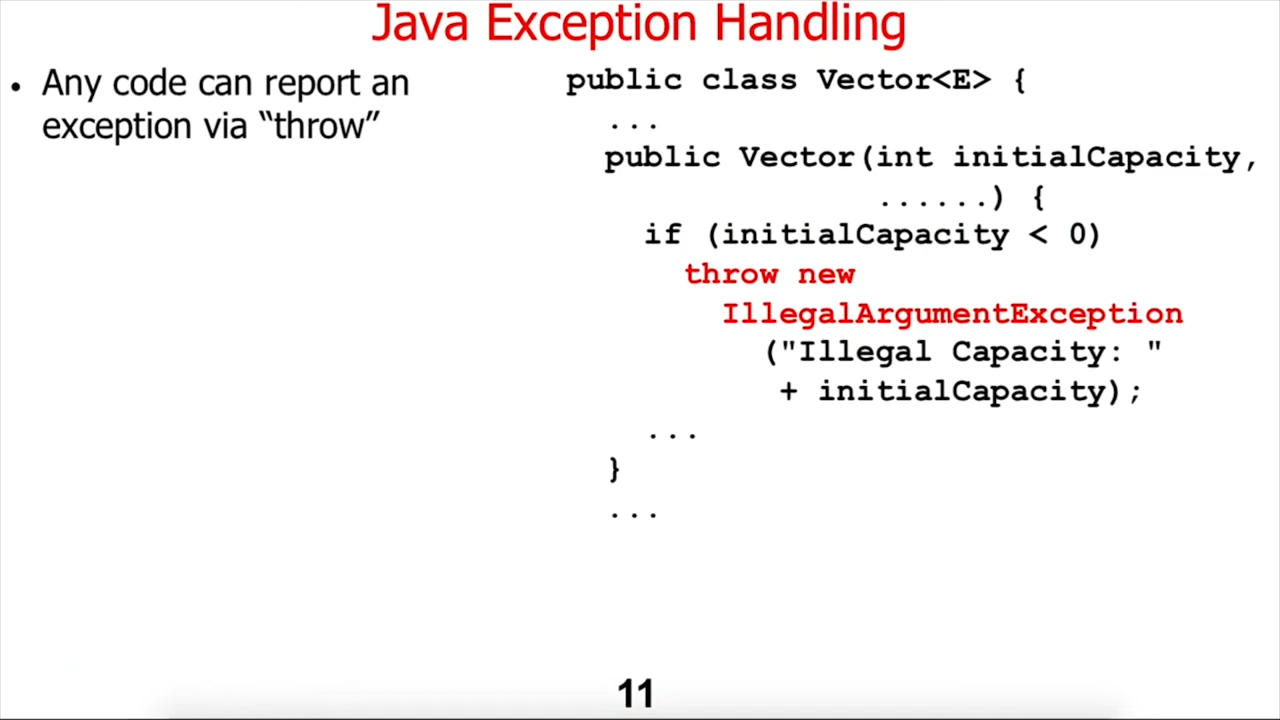 Java Exception Handling
• Any code can report an
exception via “throw”
public class Vector<E> {
...
public Vector(int initialCapacity,
......) {
if (initialCapacity < 0)
throw new
IllegalArgumentException
("Illegal Capacity: "
+ initialCapacity);
...
}
...
11